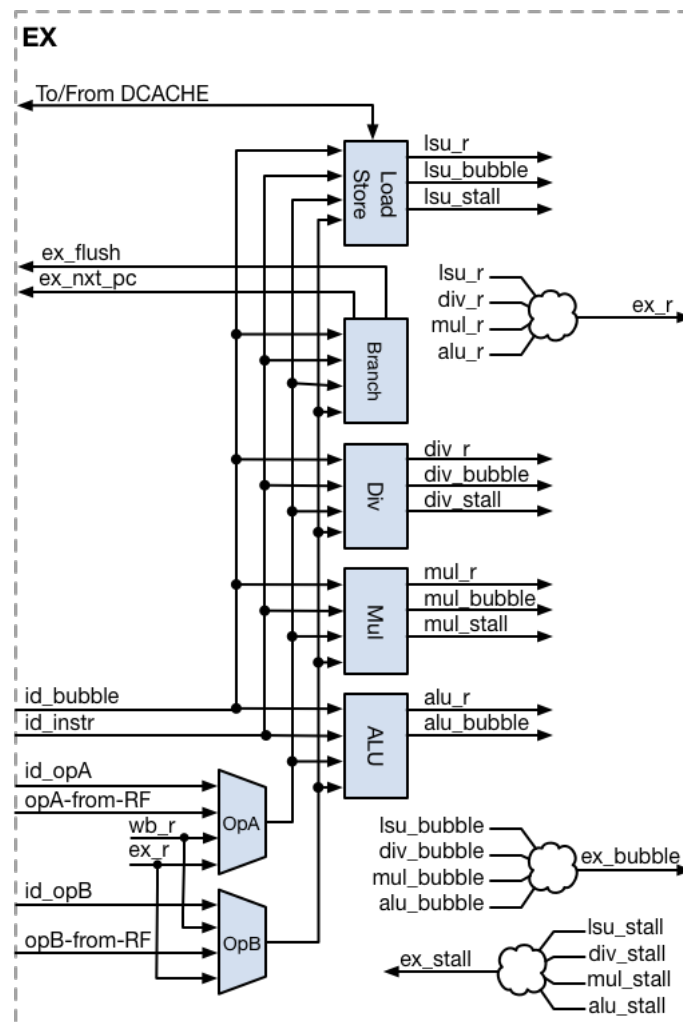 EX
To/From DCACHE
Load
Store
lsu_r
lsu_bubble
lsu_stall
ex_flush
ex_nxt_pc
Branch
lsu_r
div_r
mul_r
alu_r
ex_r
Div
div_r
div_bubble
div_stall
Mul
mul_r
mul_bubble
mul_stall
id_bubble
id_instr
ALU
alu_r
alu_bubble
id_opA
opA-from-RF
wb_r
ex_r
OpA
id_opB
opB-from-RF
OpB
lsu_bubble
div_bubble
mul_bubble
alu_bubble
ex_bubble
ex_stall
lsu_stall
div_stall
mul_stall
alu_stall